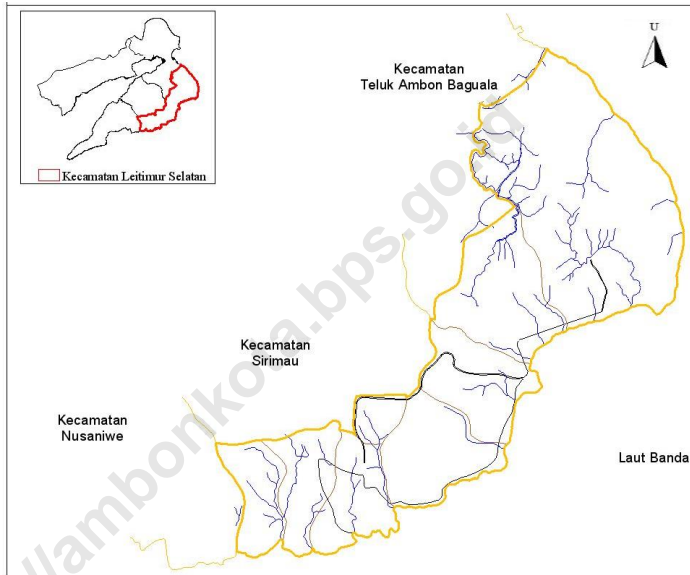 U
Kecamatan
Teluk Ambon Baguala
Kecamatan Leitimur Selatan
Kecamatan
Sirimau
Kecamatan
Nusaniwe
Laut Banda
//ambonkota.bps.go.id